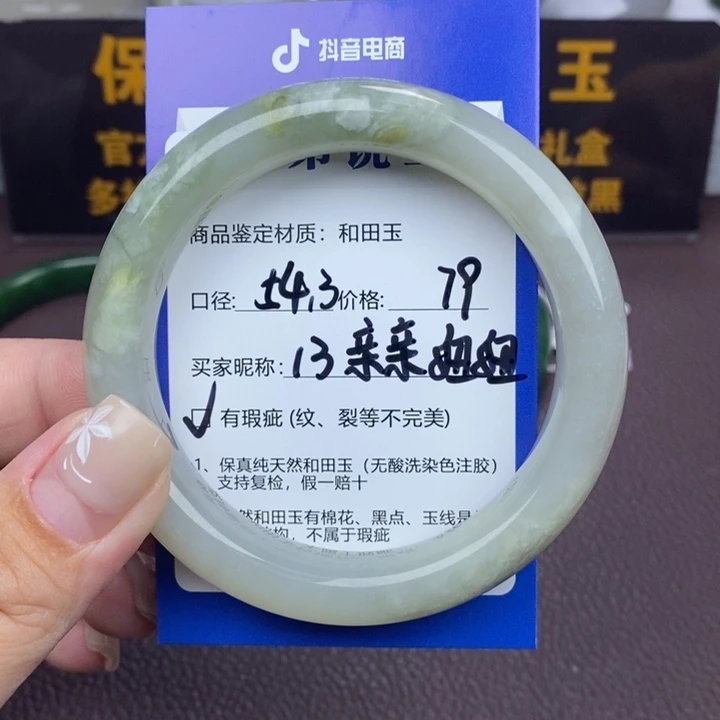 抖音电商
保 玉
官 礼盒
多 黑
商品鉴定材质：和田玉
口径: 54.3 价格: 79
买家昵称: 13 亲亲妞妞
有瑕疵 (纹、裂等不完美)
1、保真纯天然和田玉（无酸洗染色注胶）
支持复检，假一赔十
然和田玉有棉花、黑点、玉线是
均，不属于瑕疵